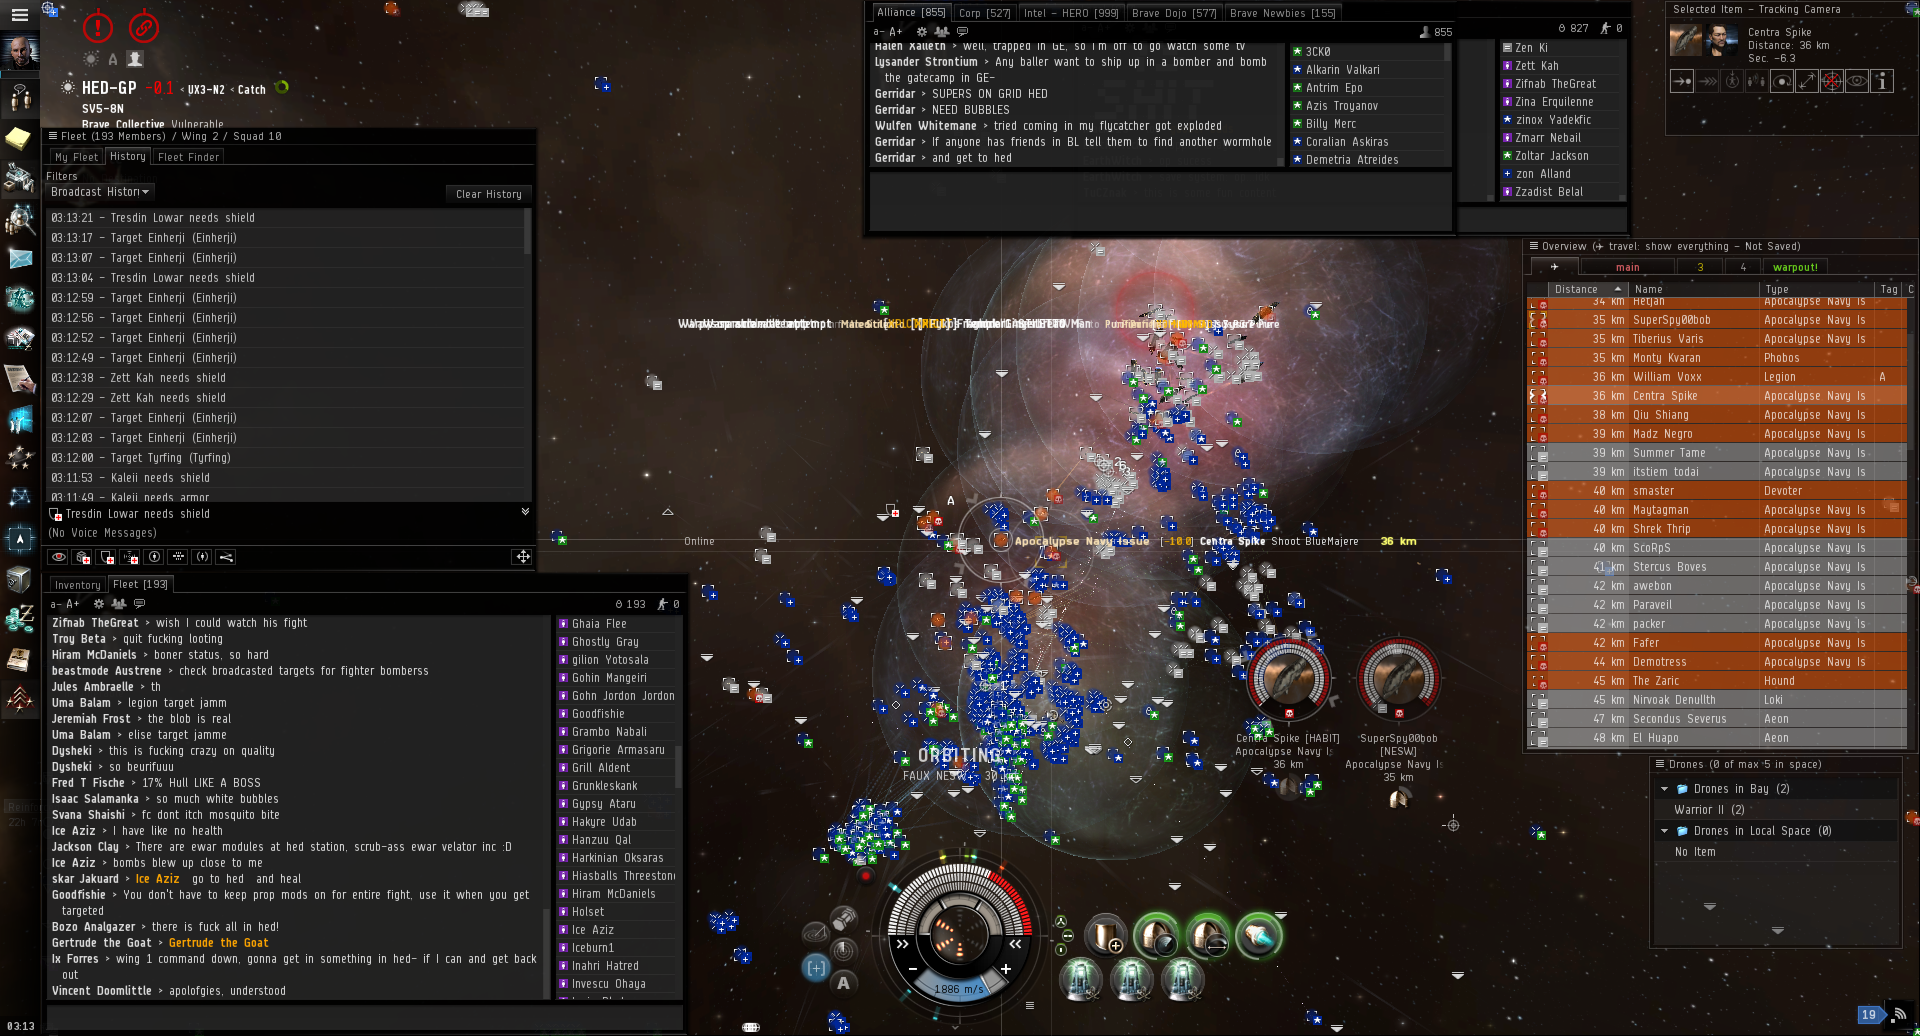 HED-GP -0.1 < UX3-N2 < Catch
SV5-8N
Brave Collective Vulnerable
Fleet (193 Members) / Wing 2 / Squad 10
My Fleet History Fleet Finder
Filters
Broadcast Histor
Clear History
03:13:21 - Tresdin Lowar needs shield
03:13:17 - Target Einherji (Einherji)
03:13:07 - Target Einherji (Einherji)
03:13:04 - Tresdin Lowar needs shield
03:12:59 - Target Einherji (Einherji)
03:12:56 - Target Einherji (Einherji)
03:12:52 - Target Einherji (Einherji)
03:12:49 - Target Einherji (Einherji)
03:12:38 - Zett Kah needs shield
03:12:29 - Zett Kah needs shield
03:12:07 - Target Einherji (Einherji)
03:12:03 - Target Einherji (Einherji)
03:12:00 - Target Tyrfing (Tyrfing)
03:11:53 - Kaleii needs shield
03:11:49 - Kaleii needs armor
Tresdin Lowar needs shield
(No Voice Messages)
Inventory Fleet [193]
a- A+
193 0
Zifnab TheGreat > wish I could watch his fight
Troy Beta > quit fucking looting
Hiram McDaniels > boner status, so hard
beastmode Austrene > check broadcasted targets for fighter bomberss
Jules Ambraelle > th
Uma Balam > legion target jamm
Jeremiah Frost > the blob is real
Uma Balam > elise target jamme
Dysheki > this is fucking crazy on quality
Dysheki > so beurifuuu
Fred T Fische > 17% Hull LIKE A BOSS
Isaac Salamanka > so much white bubbles
Svana Shaishi > fc dont itch mosquito bite
Ice Aziz > I have like no health
Jackson Clay > There are ewar modules at hed station, scrub-ass ewar velator inc :D
Ice Aziz > bombs blew up close to me
skar Jakuard > Ice Aziz go to hed and heal
Goodfishie > You don't have to keep prop mods on for entire fight, use it when you get
targeted
Bozo Analgazer > there is fuck all in hed!
Gertrude the Goat > Gertrude the Goat
Ix Forres > wing 1 command down, gonna get in something in hed- if I can and get back
out
Vincent Doomlittle > apolofgies, understood
Ghaia Flee
Ghostly Gray
gilion Yotosala
Gohin Mangeiri
Gohn Jordon Jordon
Goodfishie
Grambo Nabali
Grigorie Armasaru
Grill Aldent
Grunkleskank
Gypsy Ataru
Hakyre Udab
Hanzuu Qal
Harkinian Oksaras
Hiasballs Threeston
Hiram McDaniels
Holset
Ice Aziz
Iceburn1
Inahri Hatred
Invescu Ohaya
03:13
Alliance [855] Corp [527] Intel - HERO [999] Brave Dojo [577] Brave Newbies [155]
a- A+
855
Halen Xaleth > well, trapped in GE, so I'm off to go watch some tv
Lysander Strontium > Any baller want to ship up in a bomber and bomb
the gatecamp in GE-
Gerridar > SUPERS ON GRID HED
Gerridar > NEED BUBBLES
Wulfen Whitemane > tried coming in my flycatcher got exploded
Gerridar > If anyone has friends in BL tell them to find another wormhole
Gerridar > and get to hed
3CK0
Alkarin Valkari
Antrim Epo
Azis Troyanov
Billy Merc
Coralian Askiras
Demetria Atreides
827 0
Zen Ki
Zett Kah
Zifnab TheGreat
Zina Erquilenne
zinox Yadekfic
Zmarr Nebail
Zoltar Jackson
zon Alland
Zzadist Belal
Selected Item - Tracking Camera
Centra Spike
Distance: 36 km
Sec. -6.3
Overview (travel: show everything - Not Saved)
main 3 4 warpout!
Distance Name Type Tag C
34 km Hetjan Apocalypse Navy Is
35 km SuperSpy00bob Apocalypse Navy Is
35 km Tiberius Varis Apocalypse Navy Is
35 km Monty Kvaran Phobos
36 km William Voxx Legion A
36 km Centra Spike Apocalypse Navy Is
38 km Qiu Shiang Apocalypse Navy Is
39 km Madz Negro Apocalypse Navy Is
39 km Summer Tame Apocalypse Navy Is
39 km itstiem todai Apocalypse Navy Is
40 km smaster Devoter
40 km Maytagman Apocalypse Navy Is
40 km Shrek Thrip Apocalypse Navy Is
40 km ScoRpS Apocalypse Navy Is
41 km Stercus Boves Apocalypse Navy Is
42 km awebon Apocalypse Navy Is
42 km Paraveil Apocalypse Navy Is
42 km packer Apocalypse Navy Is
42 km Fafer Apocalypse Navy Is
44 km Demotress Apocalypse Navy Is
45 km The Zaric Hound
45 km Nirvoak Denullth Loki
47 km Secondus Severus Aeon
48 km El Huapo Aeon
Drones (0 of max 5 in space)
Drones in Bay (2)
Warrior II (2)
Drones in Local Space (0)
No Item
A
Online
Apocalypse Navy Issue [-10.0] Centra Spike Shoot BlueMajere 36 km
ORBITING
Centra Spike [HABIT]
Apocalypse Navy I
36 km
SuperSpy00bob
[NESW]
Apocalypse Navy Is
35 km
A
1886 m/s
19